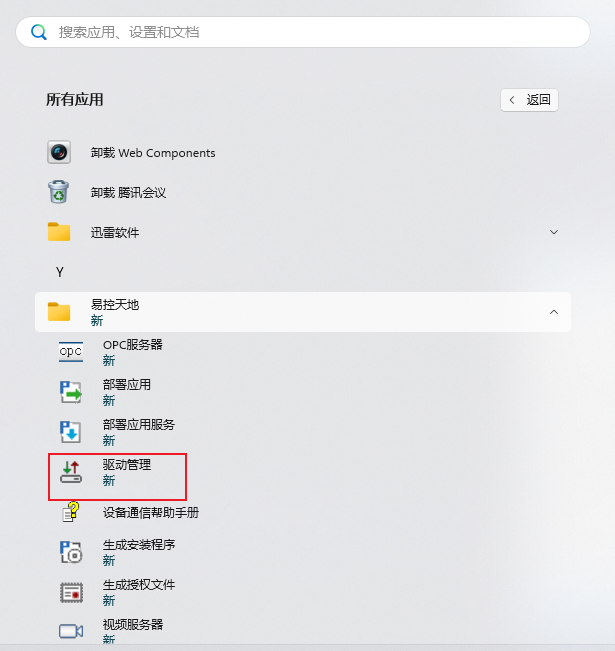 搜索应用、设置和文档
所有应用
返回
卸载 Web Components
卸载 腾讯会议
迅雷软件
Y
易控天地
新
opc
OPC服务器
新
部署应用
新
部署应用服务
新
驱动管理
新
设备通信帮助手册
生成安装程序
新
生成授权文件
新
视频服务器
新